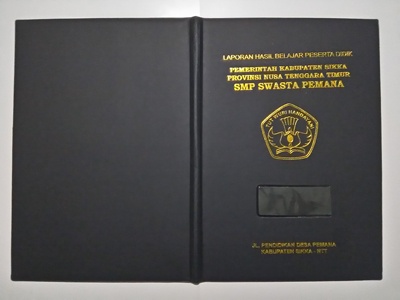 LAPORAN HASIL BELAJAR PESERTA DIDIK
PEMERINTAH KABUPATEN SIKKA
PROVINSI NUSA TENGGARA TIMUR
SMP SWASTA PEMANA
TUT WURI HANDAYANI
JL. PENDIDIKAN DESA PEMANA
KABUPATEN SIKKA - NTT